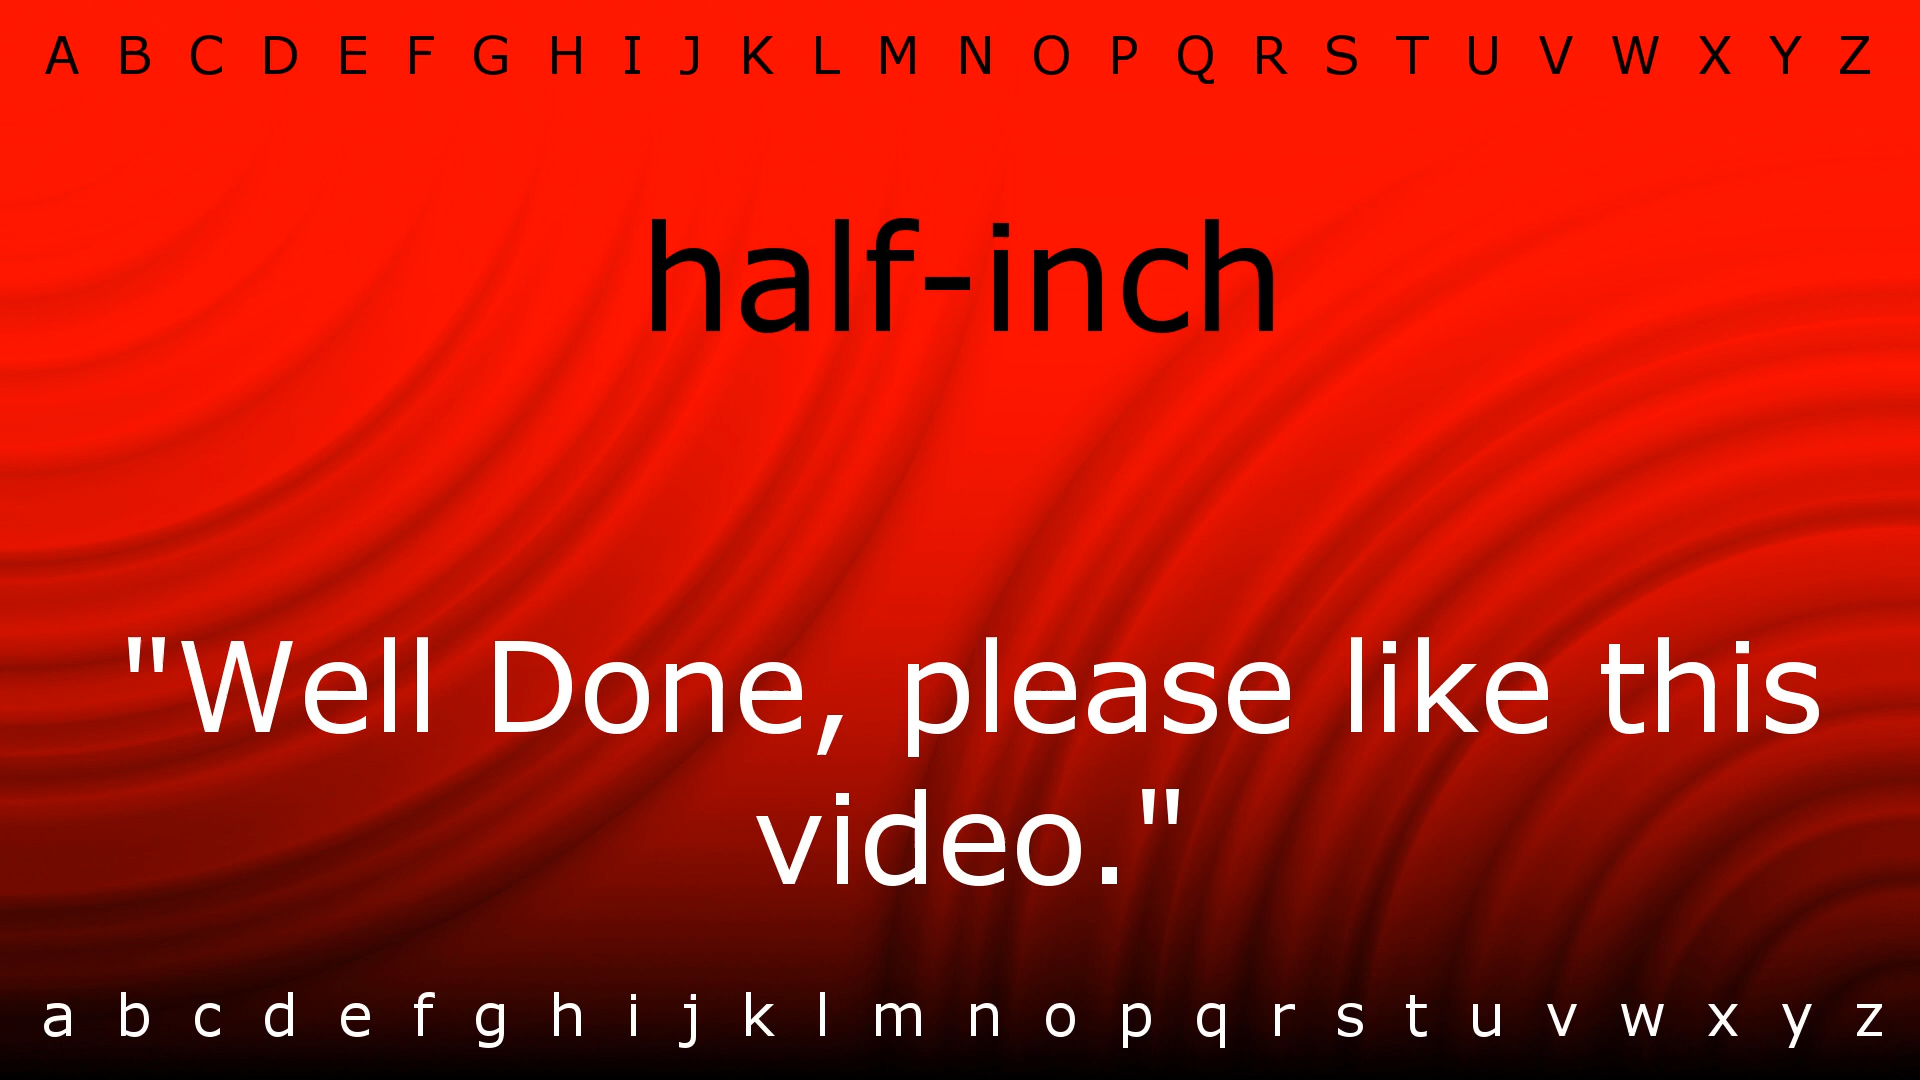 A B C D E F G H I J K L M N O P Q R S T U V W X Y Z
half-inch
"Well Done, please like this
video."
a b c d e f g h i j k l m n o p q r s t u v w x y z